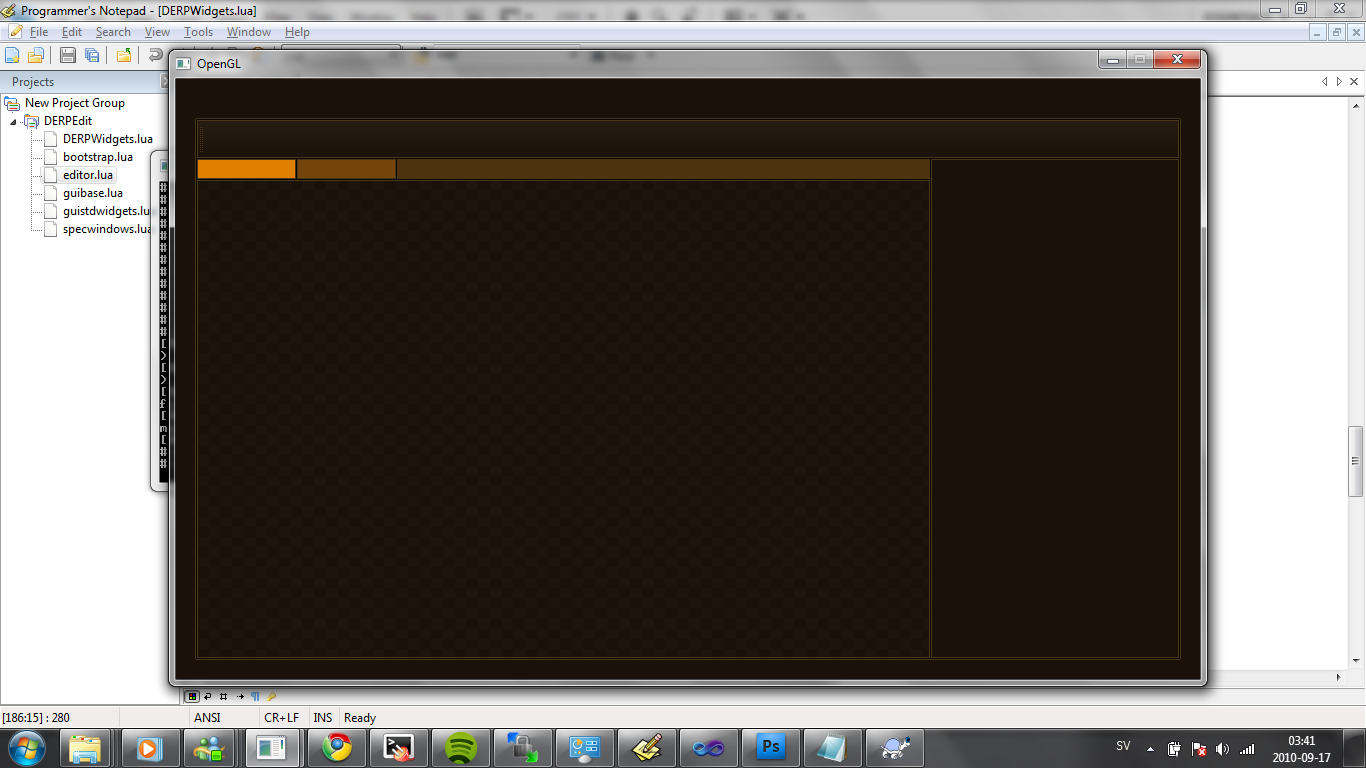 Programmer's Notepad - [DERPWidgets.lua]
File Edit Search View Tools Window Help
OpenGL
Projects
New Project Group
DERPEdit
DERPWidgets.lua
bootstrap.lua
editor.lua
guibase.lua
guistdwidgets.lu
specwindows.lua
#
#
#
#
#
#
#
#
#
#
#
#
#
[
>
[
>
[
f
[
m
[
#
#
[186:15] : 280 ANSI CR+LF INS Ready
Ps
SV
03:41
2010-09-17